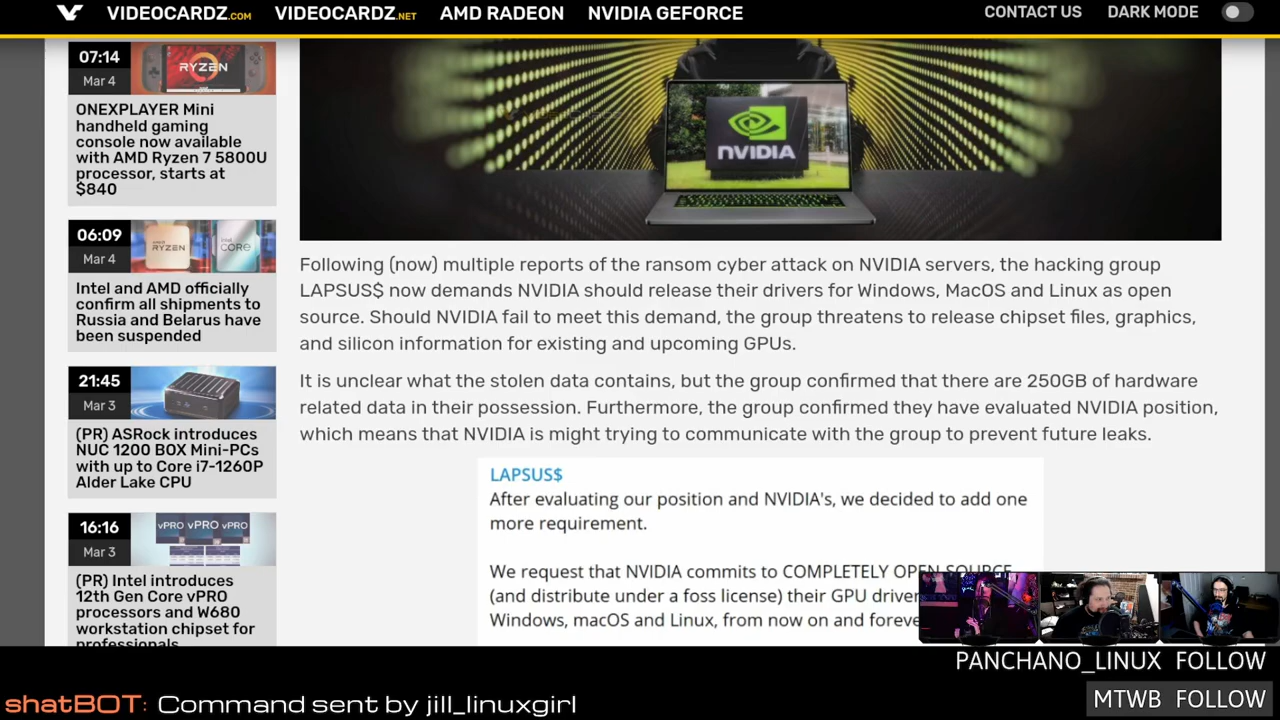 VIDEOCARDZ.COM VIDEOCARDZ.NET AMD RADEON NVIDIA GEFORCE CONTACT US DARK MODE
07:14
Mar 4
RYZEN
ONEXPLAYER Mini
handheld gaming
console now available
with AMD Ryzen 7 5800U
processor, starts at
$840
06:09
Mar 4
RYZEN
CORE
Intel and AMD officially
confirm all shipments to
Russia and Belarus have
been suspended
21:45
Mar 3
(PR) ASRock introduces
NUC 1200 BOX Mini-PCs
with up to Core i7-1260P
Alder Lake CPU
16:16
Mar 3
vPRO vPRO vPRO
(PR) Intel introduces
12th Gen Core vPRO
processors and W680
workstation chipset for
professionals
NVIDIA
Following (now) multiple reports of the ransom cyber attack on NVIDIA servers, the hacking group
LAPSUS$ now demands NVIDIA should release their drivers for Windows, MacOS and Linux as open
source. Should NVIDIA fail to meet this demand, the group threatens to release chipset files, graphics,
and silicon information for existing and upcoming GPUs.
It is unclear what the stolen data contains, but the group confirmed that there are 250GB of hardware
related data in their possession. Furthermore, the group confirmed they have evaluated NVIDIA position,
which means that NVIDIA is might trying to communicate with the group to prevent future leaks.
LAPSUS$
After evaluating our position and NVIDIA's, we decided to add one
more requirement.
We request that NVIDIA commits to COMPLETELY OPEN SOURCE
(and distribute under a foss license) their GPU driver
Windows, macOS and Linux, from now on and foreve
PANCHANO_LINUX FOLLOW
MTWB FOLLOW
shatBOT: Command sent by jill_linuxgirl